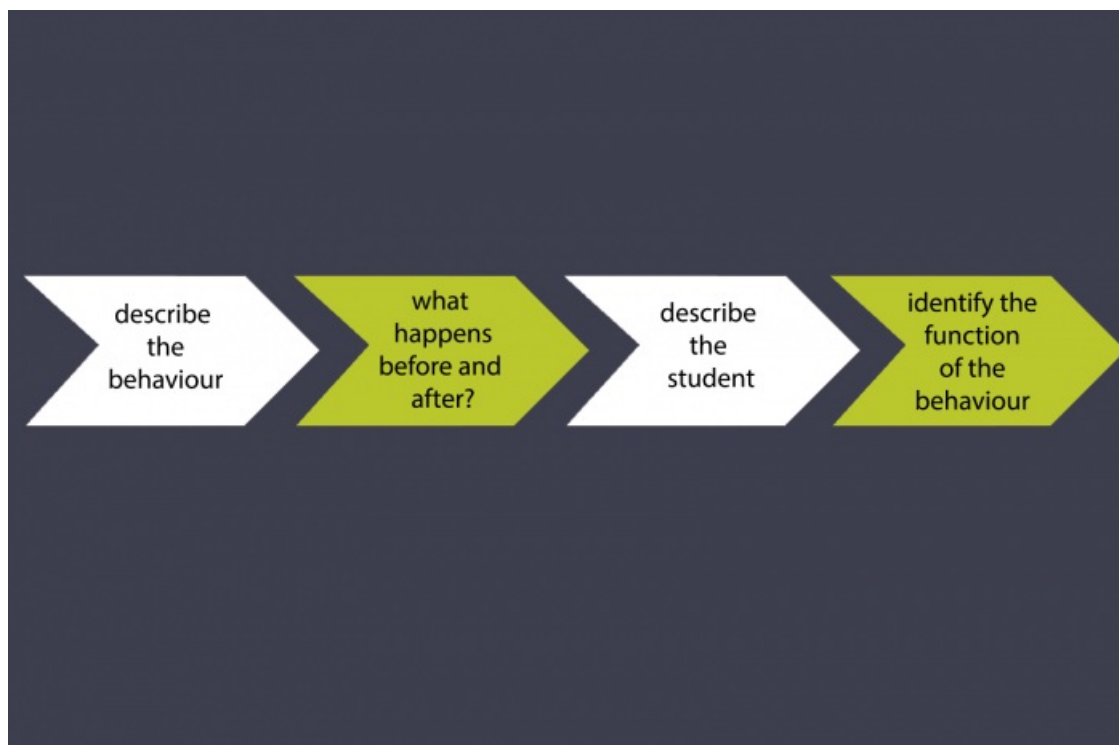 describe
the
behaviour
what
happens
before and
after?
describe
the
student
identify the
function
of the
behaviour